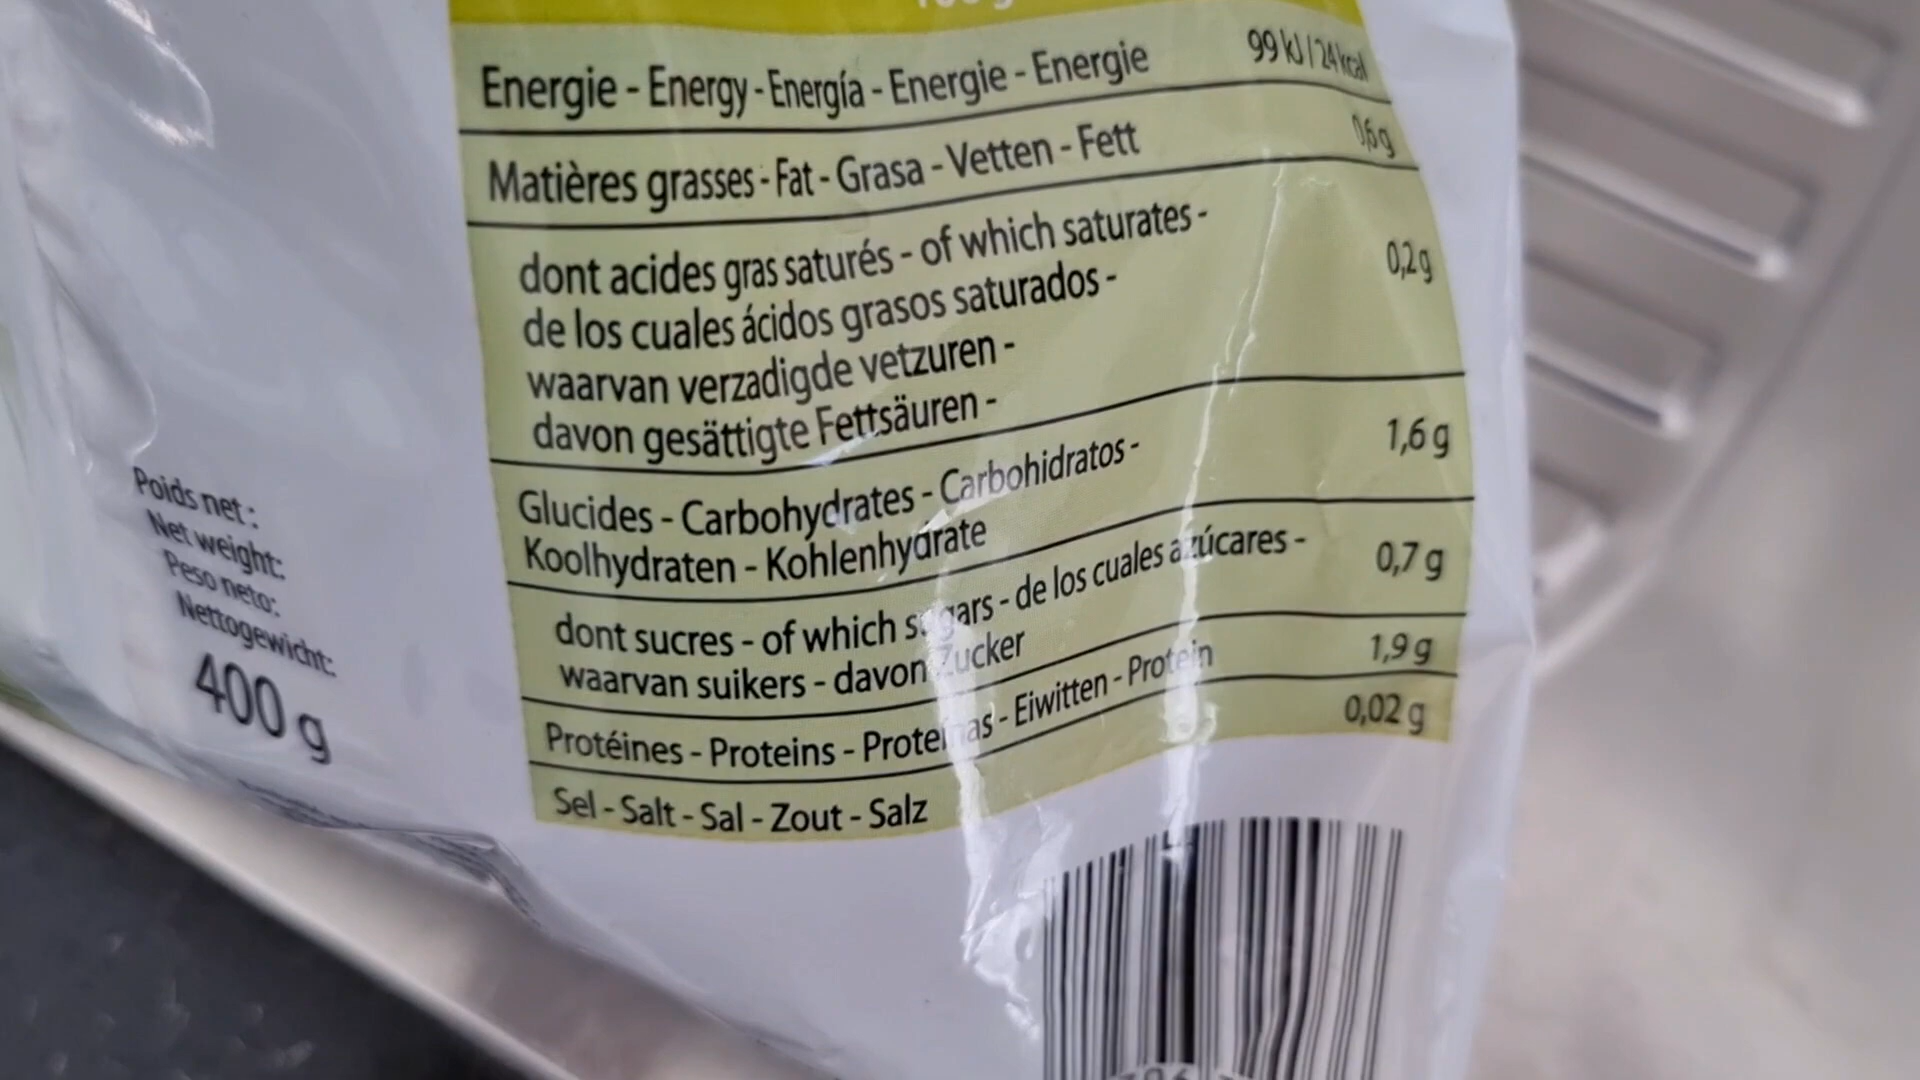 Energie - Energy - Energía - Energie - Energie 99 kJ / 24 kcal
Matières grasses - Fat - Grasa - Vetten - Fett 0,6 g
dont acides gras saturés - of which saturates - 0,2 g
de los cuales ácidos grasos saturados -
waarvan verzadigde vetzuren -
davon gesättigte Fettsäuren -
Glucides - Carbohydrates - Carbohidratos - 1,6 g
Koolhydraten - Kohlenhydrate
dont sucres - of which sugars - de los cuales azúcares - 0,7 g
waarvan suikers - davon Zucker
Protéines - Proteins - Proteínas - Eiwitten - Protein 1,9 g
Sel - Salt - Sal - Zout - Salz 0,02 g
Poids net :
Net weight:
Peso neto:
Nettogewicht:
400 g